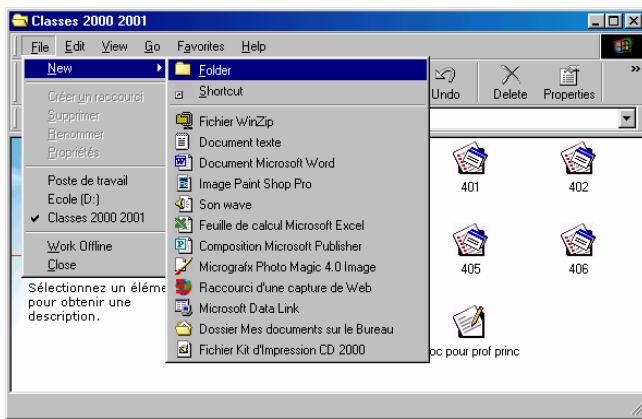 Classes 2000 2001
File Edit View Go Favorites Help
New
Créer un raccourci
Supprimer
Renommer
Propriétés
Poste de travail
Ecole (D:)
Classes 2000 2001
Work Offline
Close
Folder
Shortcut
Fichier WinZip
Document texte
Document Microsoft Word
Image Paint Shop Pro
Son wave
Feuille de calcul Microsoft Excel
Composition Microsoft Publisher
Micrografx Photo Magic 4.0 Image
Raccourci d'une capture de Web
Microsoft Data Link
Dossier Mes documents sur le Bureau
Fichier Kit d'Impression CD 2000
Undo Delete Properties »
401 402
405 406
oc pour prof princ
Sélectionnez un éléme
pour obtenir une
description.